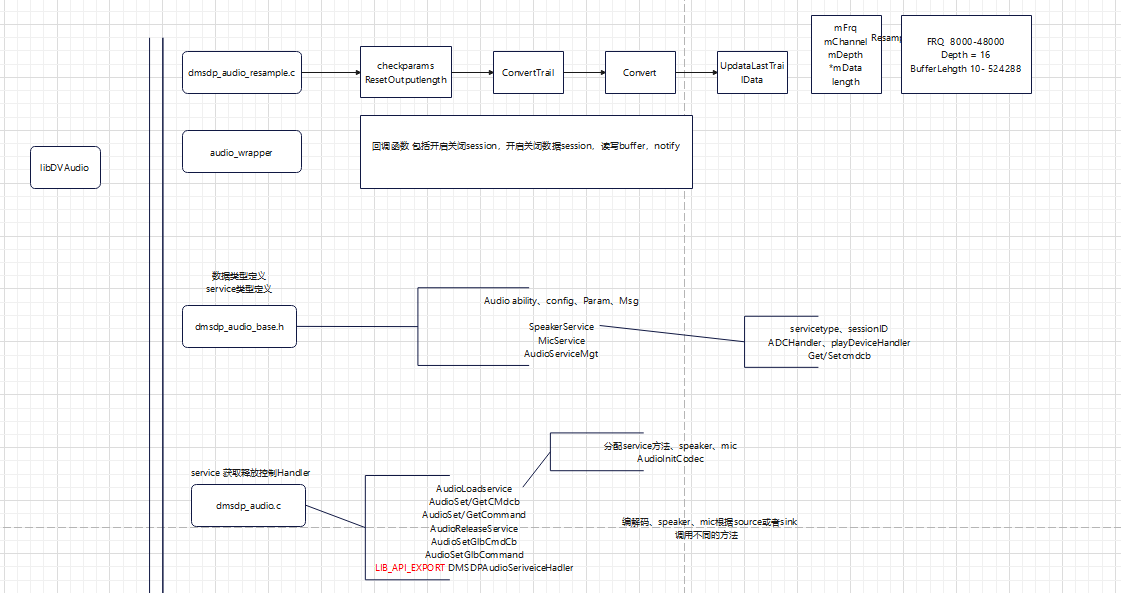 libDVAudio
dmsdp_audio_resample.c
checkparams
ResetOutputlength
ConvertTrail
Convert
UpdataLastTrai
lData
mFrq
mChannel
mDepth
*mData
length
Resamp
FRQ 8000-48000
Depth = 16
BufferLehgth 10- 524288
audio_wrapper
回调函数 包括开启关闭session，开启关闭数据session，读写buffer，notify
数据类型定义
service类型定义
dmsdp_audio_base.h
Audio ability、config、Param、Msg
SpeakerService
MicService
AudioServiceMgt
servicetype、sessionID
ADCHandler、playDeviceHandler
Get/Setcmdcb
service 获取释放控制Handler
dmsdp_audio.c
AudioLoadservice
AudioSet/GetCMdcb
AudioSet/GetCommand
AudioReleaseService
AudioSetGlbCmdCb
AudioSetGlbCommand
LIB_API_EXPORT DMSDPAudioSeriveiceHadler
分配service方法、speaker、mic
AudioInitCodec
编解码、speaker、mic根据source或者sink
调用不同的方法